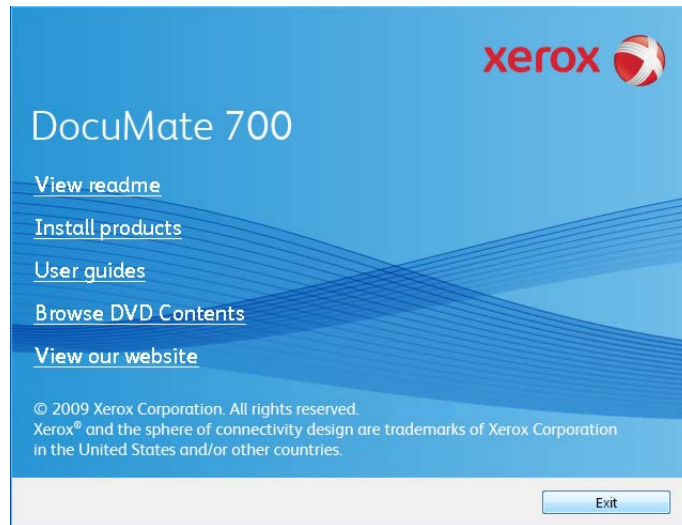 xerox
DocuMate 700
View readme
Install products
User guides
Browse DVD Contents
View our website
© 2009 Xerox Corporation. All rights reserved.
Xerox® and the sphere of connectivity design are trademarks of Xerox Corporation
in the United States and/or other countries.
Exit